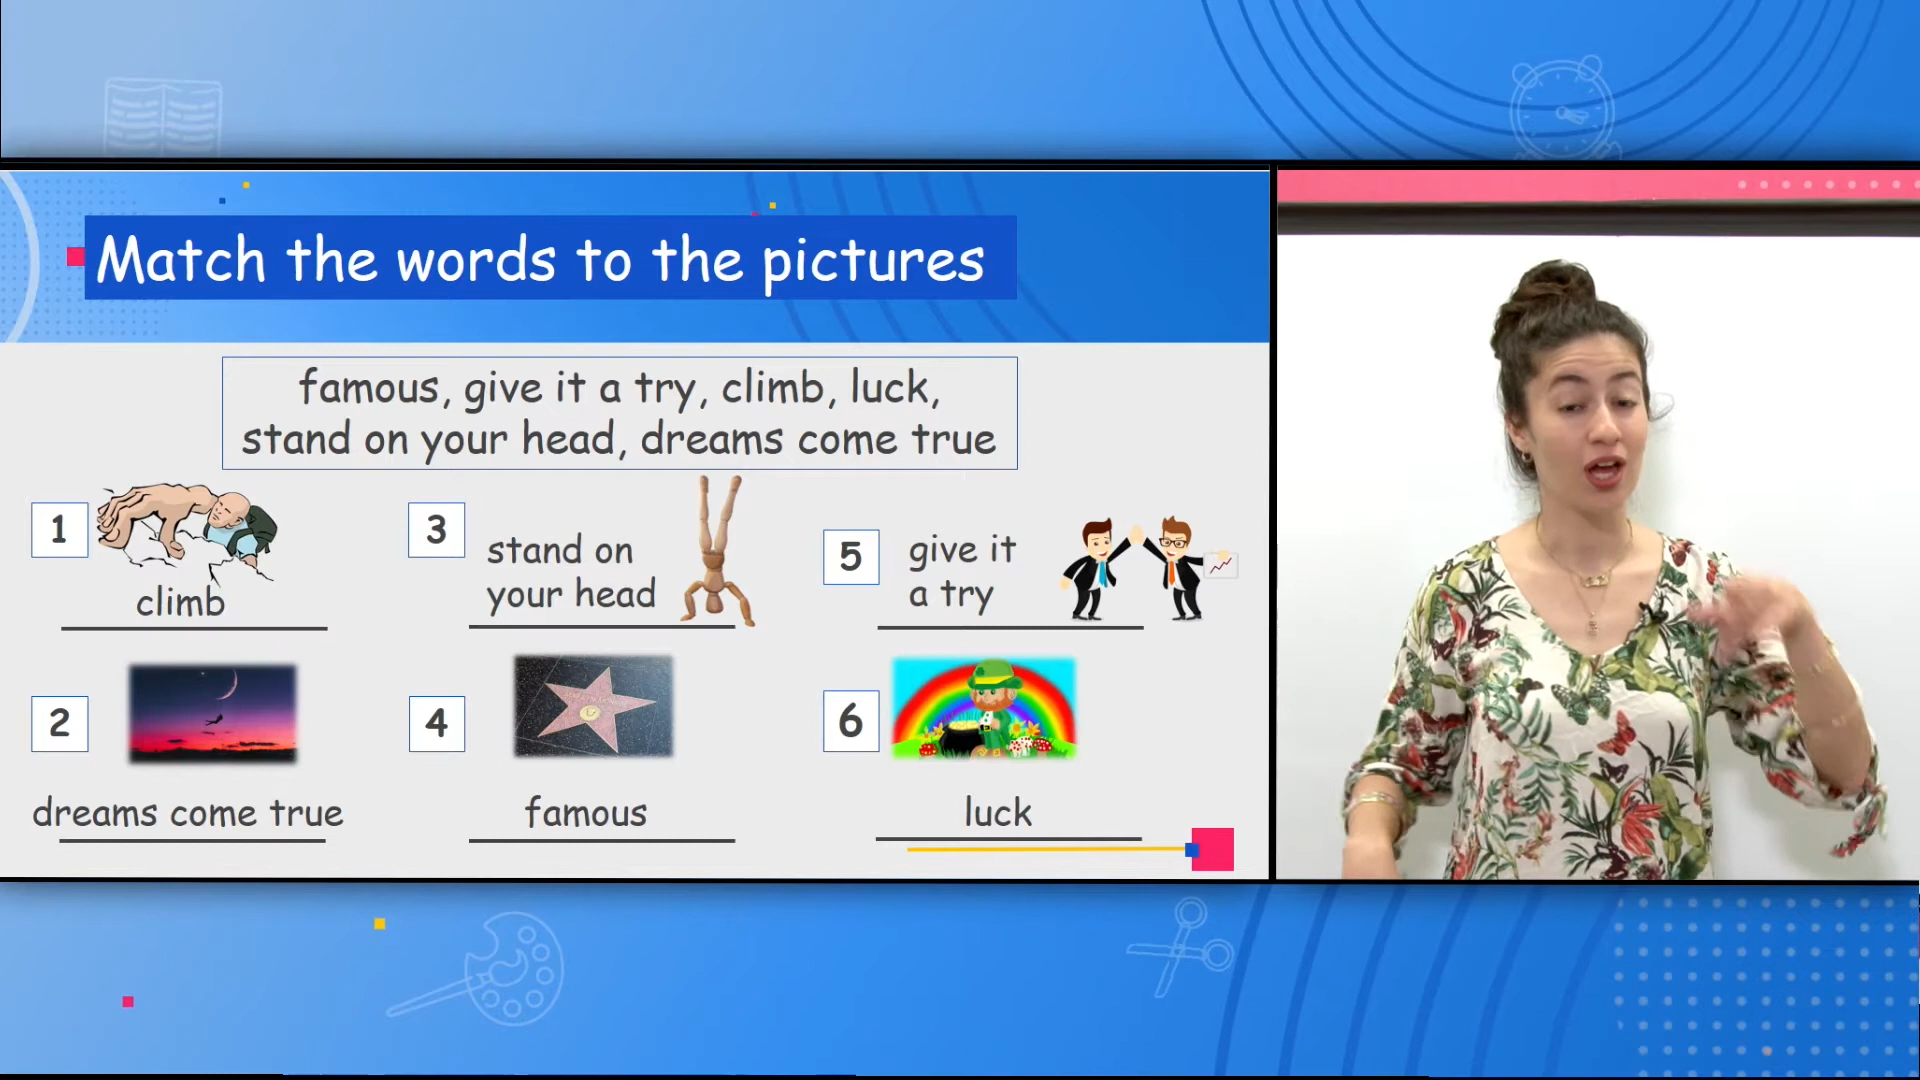 Match the words to the pictures
famous, give it a try, climb, luck,
stand on your head, dreams come true
1
climb
2
dreams come true
3
stand on
your head
4
famous
5
give it
a try
6
luck